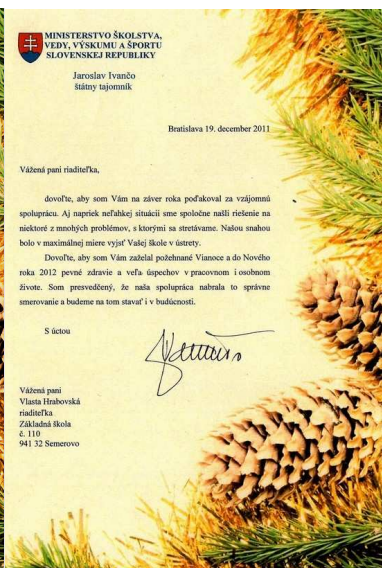 MINISTERSTVO ŠKOLSTVA,
VEDY, VÝSKUMU A ŠPORTU
SLOVENSKEJ REPUBLIKY
Jaroslav Ivančo
štátny tajomník
Bratislava 19. december 2011
Vážená pani riaditeľka,
dovoľte, aby som Vám na záver roka poďakoval za vzájomnú
spoluprácu. Aj napriek neľahkej situácii sme spoločne našli riešenie na
niektoré z mnohých problémov, s ktorými sa stretávame. Našou snahou
bolo v maximálnej miere vyjsť Vašej škole v ústrety.
Dovoľte, aby som Vám zaželal požehnané Vianoce a do Nového
roka 2012 pevné zdravie a veľa úspechov v pracovnom i osobnom
živote. Som presvedčený, že naša spolupráca nabrala to správne
smerovanie a budeme na tom stavať i v budúcnosti.
S úctou
Vážená pani
Vlasta Hrabovská
riaditeľka
Základná škola
č. 110
941 32 Semerovo